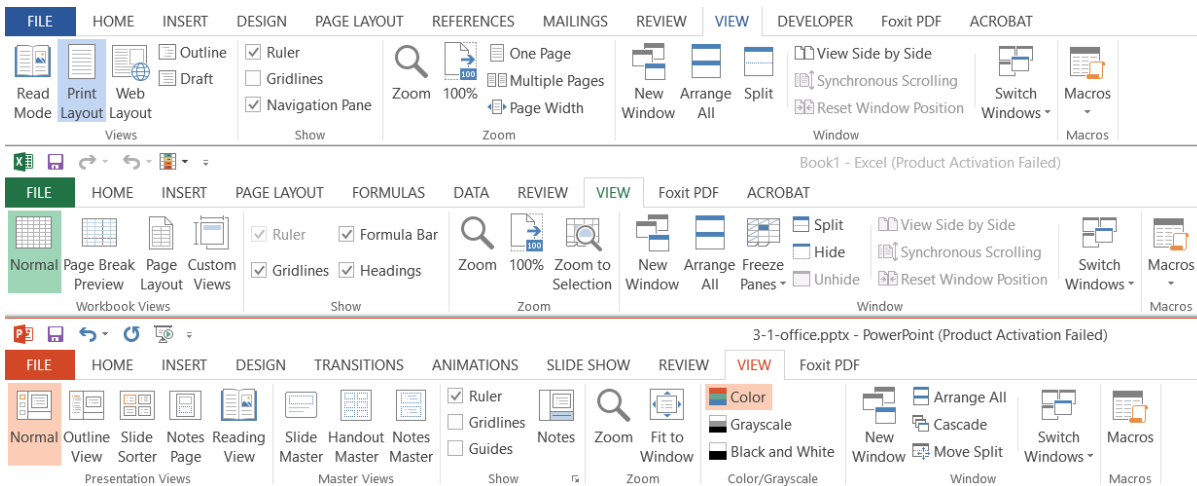 FILE HOME INSERT DESIGN PAGE LAYOUT REFERENCES MAILINGS REVIEW VIEW DEVELOPER Foxit PDF ACROBAT
Read Mode
Print Layout
Web Layout
Outline
Draft
Views
Ruler
Gridlines
Navigation Pane
Show
Zoom
100%
One Page
Multiple Pages
Page Width
Zoom
New Window
Arrange All
Split
View Side by Side
Synchronous Scrolling
Reset Window Position
Switch Windows
Window
Macros
Macros
Book1 - Excel (Product Activation Failed)
FILE HOME INSERT PAGE LAYOUT FORMULAS DATA REVIEW VIEW Foxit PDF ACROBAT
Normal
Page Break Preview
Page Layout
Custom Views
Workbook Views
Ruler
Formula Bar
Gridlines
Headings
Show
Zoom
100%
Zoom to Selection
Zoom
New Window
Arrange All
Freeze Panes
Split
Hide
Unhide
View Side by Side
Synchronous Scrolling
Reset Window Position
Switch Windows
Window
Macros
Macros
3-1-office.pptx - PowerPoint (Product Activation Failed)
FILE HOME INSERT DESIGN TRANSITIONS ANIMATIONS SLIDE SHOW REVIEW VIEW Foxit PDF
Normal
Outline View
Slide Sorter
Notes Page
Reading View
Presentation Views
Slide Master
Handout Master
Notes Master
Master Views
Ruler
Gridlines
Guides
Notes
Show
Zoom
Fit to Window
Zoom
Color
Grayscale
Black and White
Color/Grayscale
New Window
Arrange All
Cascade
Move Split
Switch Windows
Window
Macros
Macros